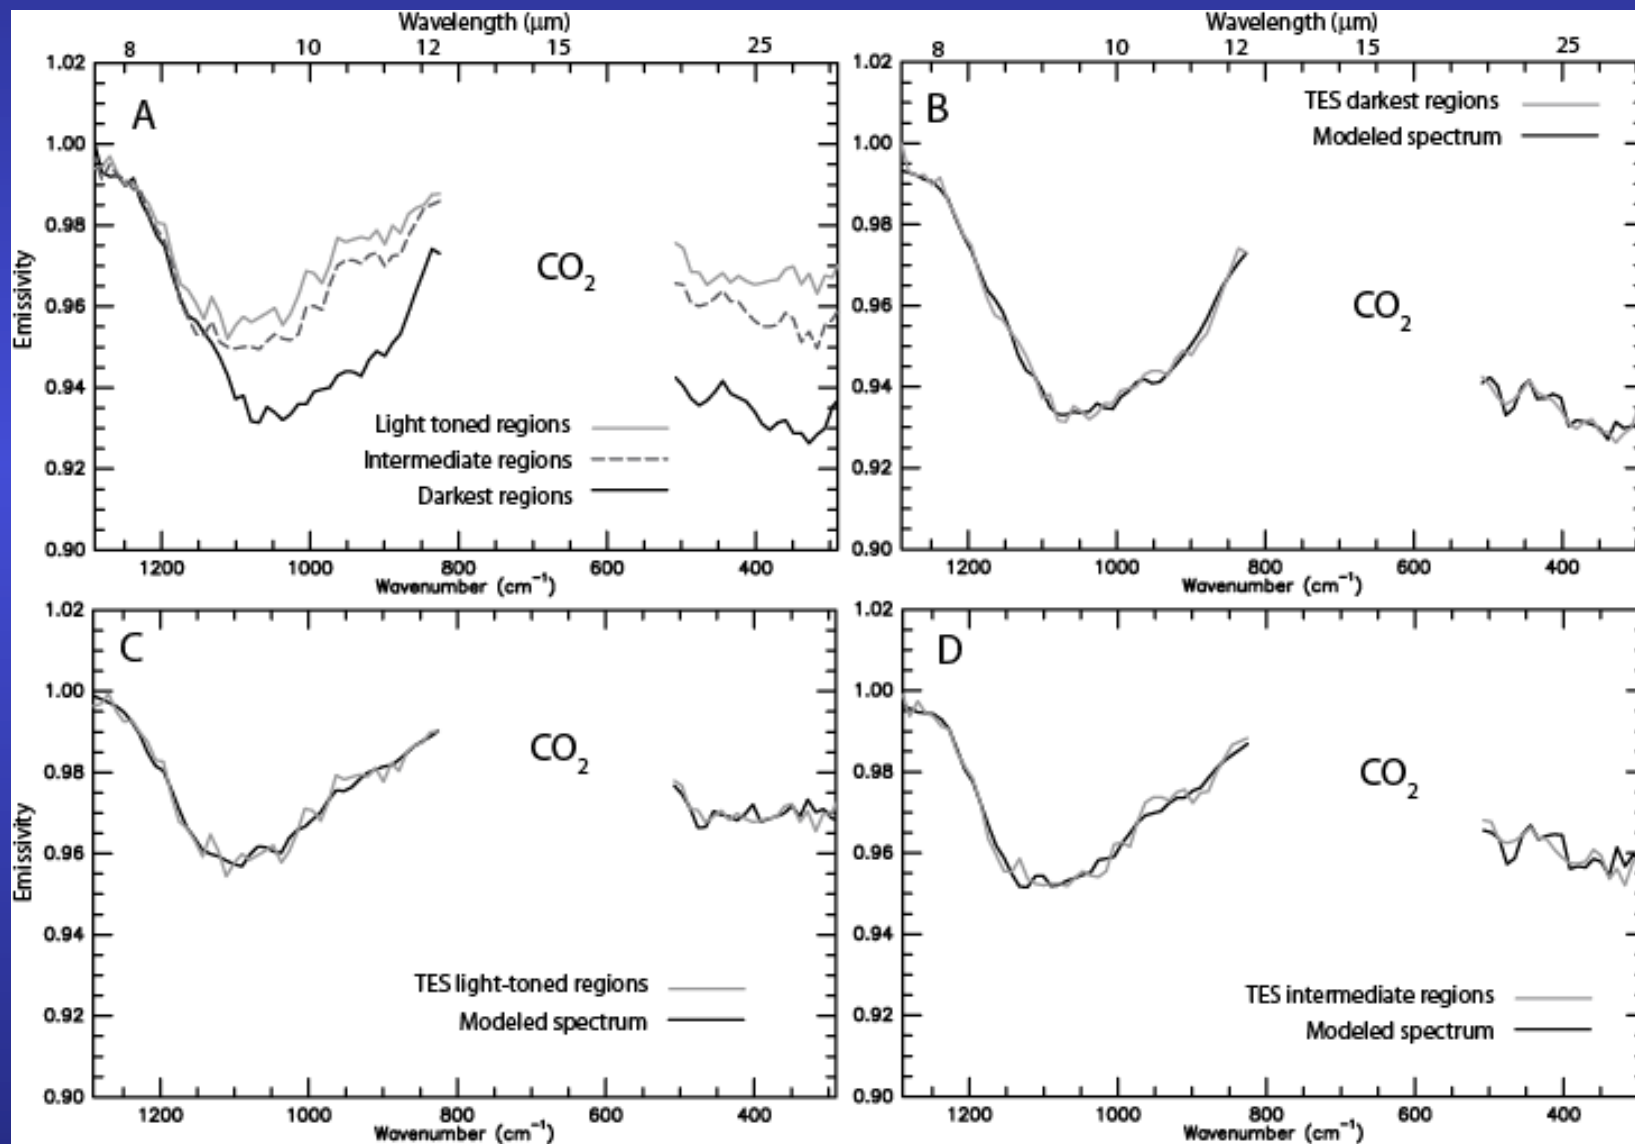 Wavelength (μm)
8 10 12 15 25
1.02
1.00
0.98
0.96
0.94
0.92
0.90
Emissivity
A
CO2
Light toned regions
Intermediate regions
Darkest regions
1200 1000 800 600 400
Wavenumber (cm⁻¹)
Wavelength (μm)
8 10 12 15 25
1.02
1.00
0.98
0.96
0.94
0.92
0.90
B
TES darkest regions
Modeled spectrum
CO2
1200 1000 800 600 400
Wavenumber (cm⁻¹)
1.02
1.00
0.98
0.96
0.94
0.92
0.90
Emissivity
C
CO2
TES light-toned regions
Modeled spectrum
1200 1000 800 600 400
Wavenumber (cm⁻¹)
1.02
1.00
0.98
0.96
0.94
0.92
0.90
D
CO2
TES intermediate regions
Modeled spectrum
1200 1000 800 600 400
Wavenumber (cm⁻¹)